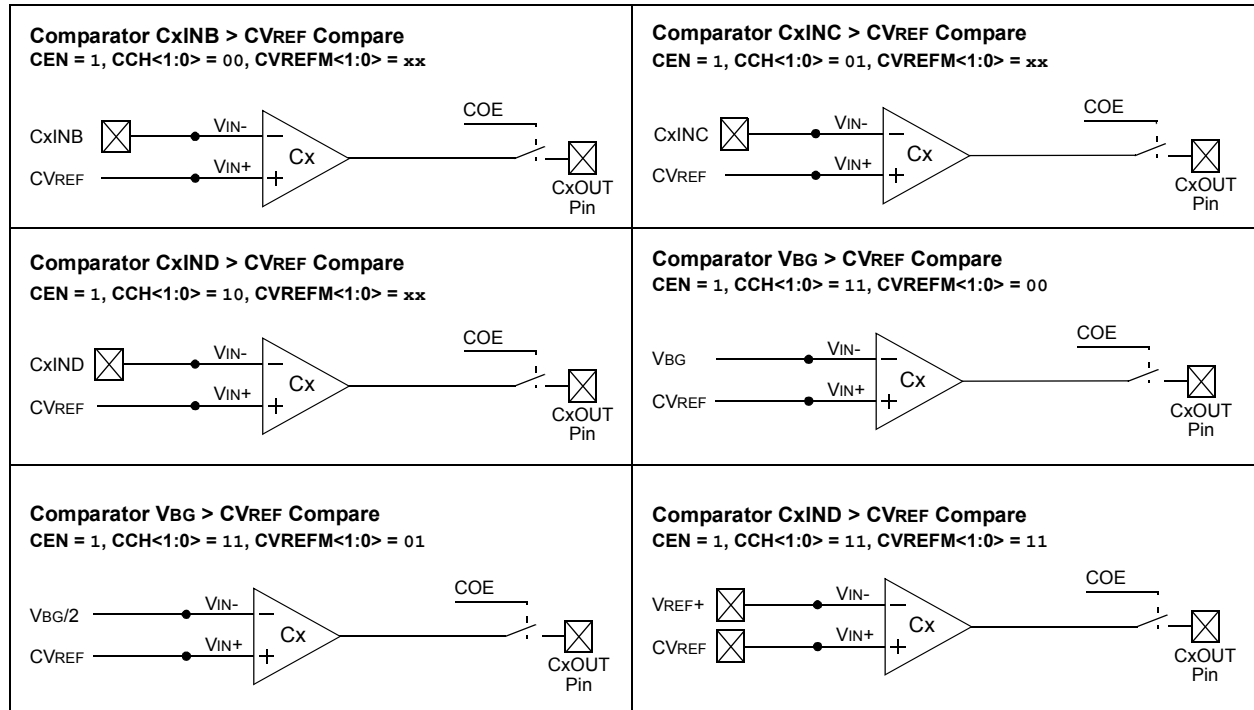 Comparator CxINB > CVREF Compare
CEN = 1, CCH<1:0> = 00, CVREFM<1:0> = xx
COE
CxINB
VIN-
–
Cx
CVREF
VIN+
+
CxOUT
Pin
Comparator CxINC > CVREF Compare
CEN = 1, CCH<1:0> = 01, CVREFM<1:0> = xx
COE
CxINC
VIN-
–
Cx
CVREF
VIN+
+
CxOUT
Pin
Comparator CxIND > CVREF Compare
CEN = 1, CCH<1:0> = 10, CVREFM<1:0> = xx
COE
CxIND
VIN-
–
Cx
CVREF
VIN+
+
CxOUT
Pin
Comparator VBG > CVREF Compare
CEN = 1, CCH<1:0> = 11, CVREFM<1:0> = 00
COE
VBG
VIN-
–
Cx
CVREF
VIN+
+
CxOUT
Pin
Comparator VBG > CVREF Compare
CEN = 1, CCH<1:0> = 11, CVREFM<1:0> = 01
COE
VBG/2
VIN-
–
Cx
CVREF
VIN+
+
CxOUT
Pin
Comparator CxIND > CVREF Compare
CEN = 1, CCH<1:0> = 11, CVREFM<1:0> = 11
COE
VREF+
VIN-
–
Cx
CVREF
VIN+
+
CxOUT
Pin